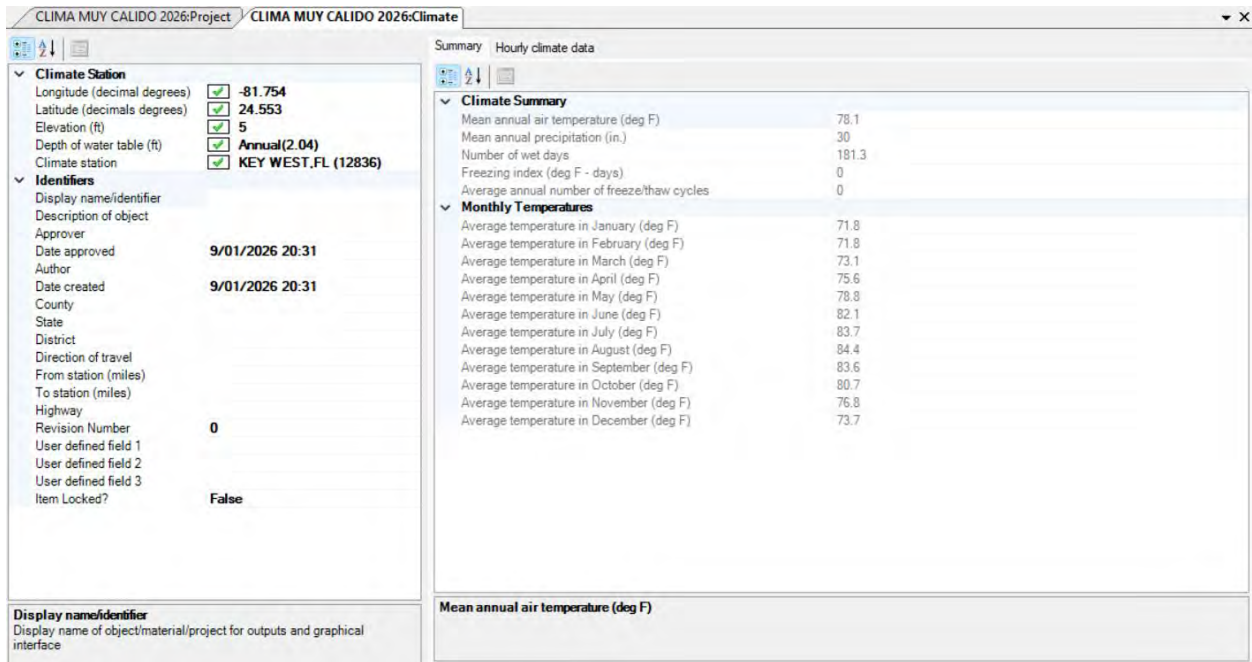 CLIMA MUY CALIDO 2026:Project CLIMA MUY CALIDO 2026:Climate
Climate Station
Longitude (decimal degrees) -81.754
Latitude (decimals degrees) 24.553
Elevation (ft) 5
Depth of water table (ft) Annual(2.04)
Climate station KEY WEST,FL (12836)
Identifiers
Display name/identifier
Description of object
Approver
Date approved 9/01/2026 20:31
Author
Date created 9/01/2026 20:31
County
State
District
Direction of travel
From station (miles)
To station (miles)
Highway
Revision Number 0
User defined field 1
User defined field 2
User defined field 3
Item Locked? False
Display name/identifier
Display name of object/material/project for outputs and graphical
interface
Summary Hourly climate data
Climate Summary
Mean annual air temperature (deg F) 78.1
Mean annual precipitation (in.) 30
Number of wet days 181.3
Freezing index (deg F - days) 0
Average annual number of freeze/thaw cycles 0
Monthly Temperatures
Average temperature in January (deg F) 71.8
Average temperature in February (deg F) 71.8
Average temperature in March (deg F) 73.1
Average temperature in April (deg F) 75.6
Average temperature in May (deg F) 78.8
Average temperature in June (deg F) 82.1
Average temperature in July (deg F) 83.7
Average temperature in August (deg F) 84.4
Average temperature in September (deg F) 83.6
Average temperature in October (deg F) 80.7
Average temperature in November (deg F) 76.8
Average temperature in December (deg F) 73.7
Mean annual air temperature (deg F)